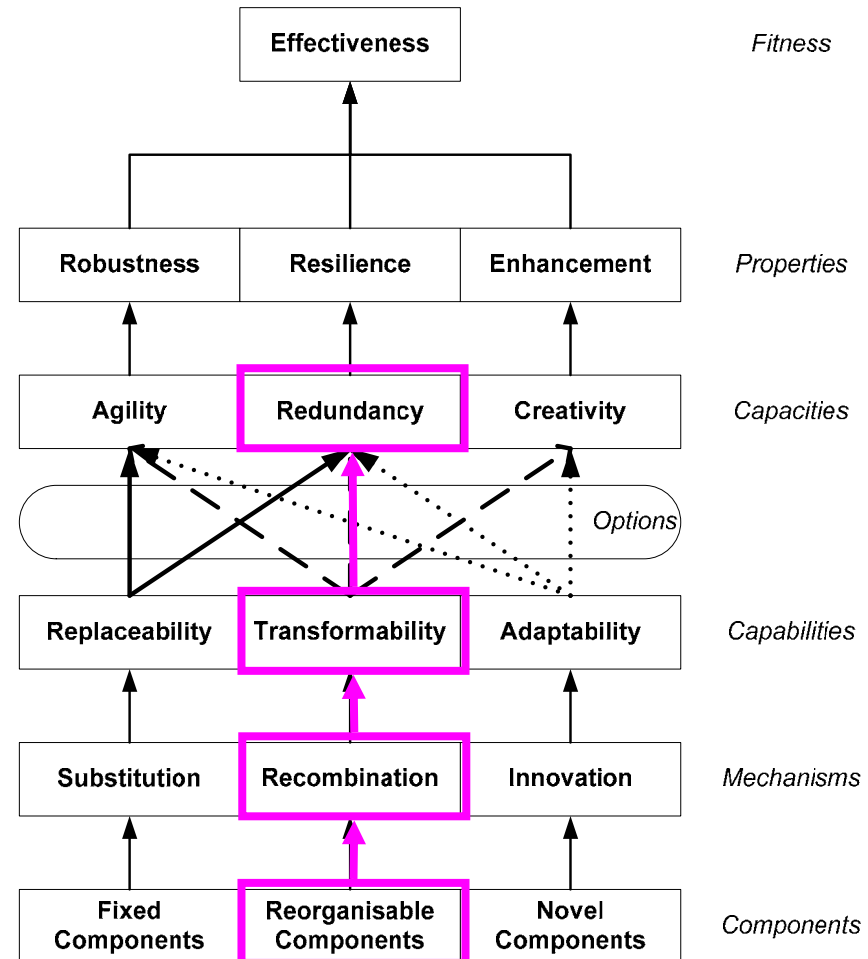 Effectiveness
Fitness
Robustness
Resilience
Enhancement
Properties
Agility
Redundancy
Creativity
Capacities
Options
Replaceability
Transformability
Adaptability
Capabilities
Substitution
Recombination
Innovation
Mechanisms
Fixed
Components
Reorganisable
Components
Novel
Components
Components